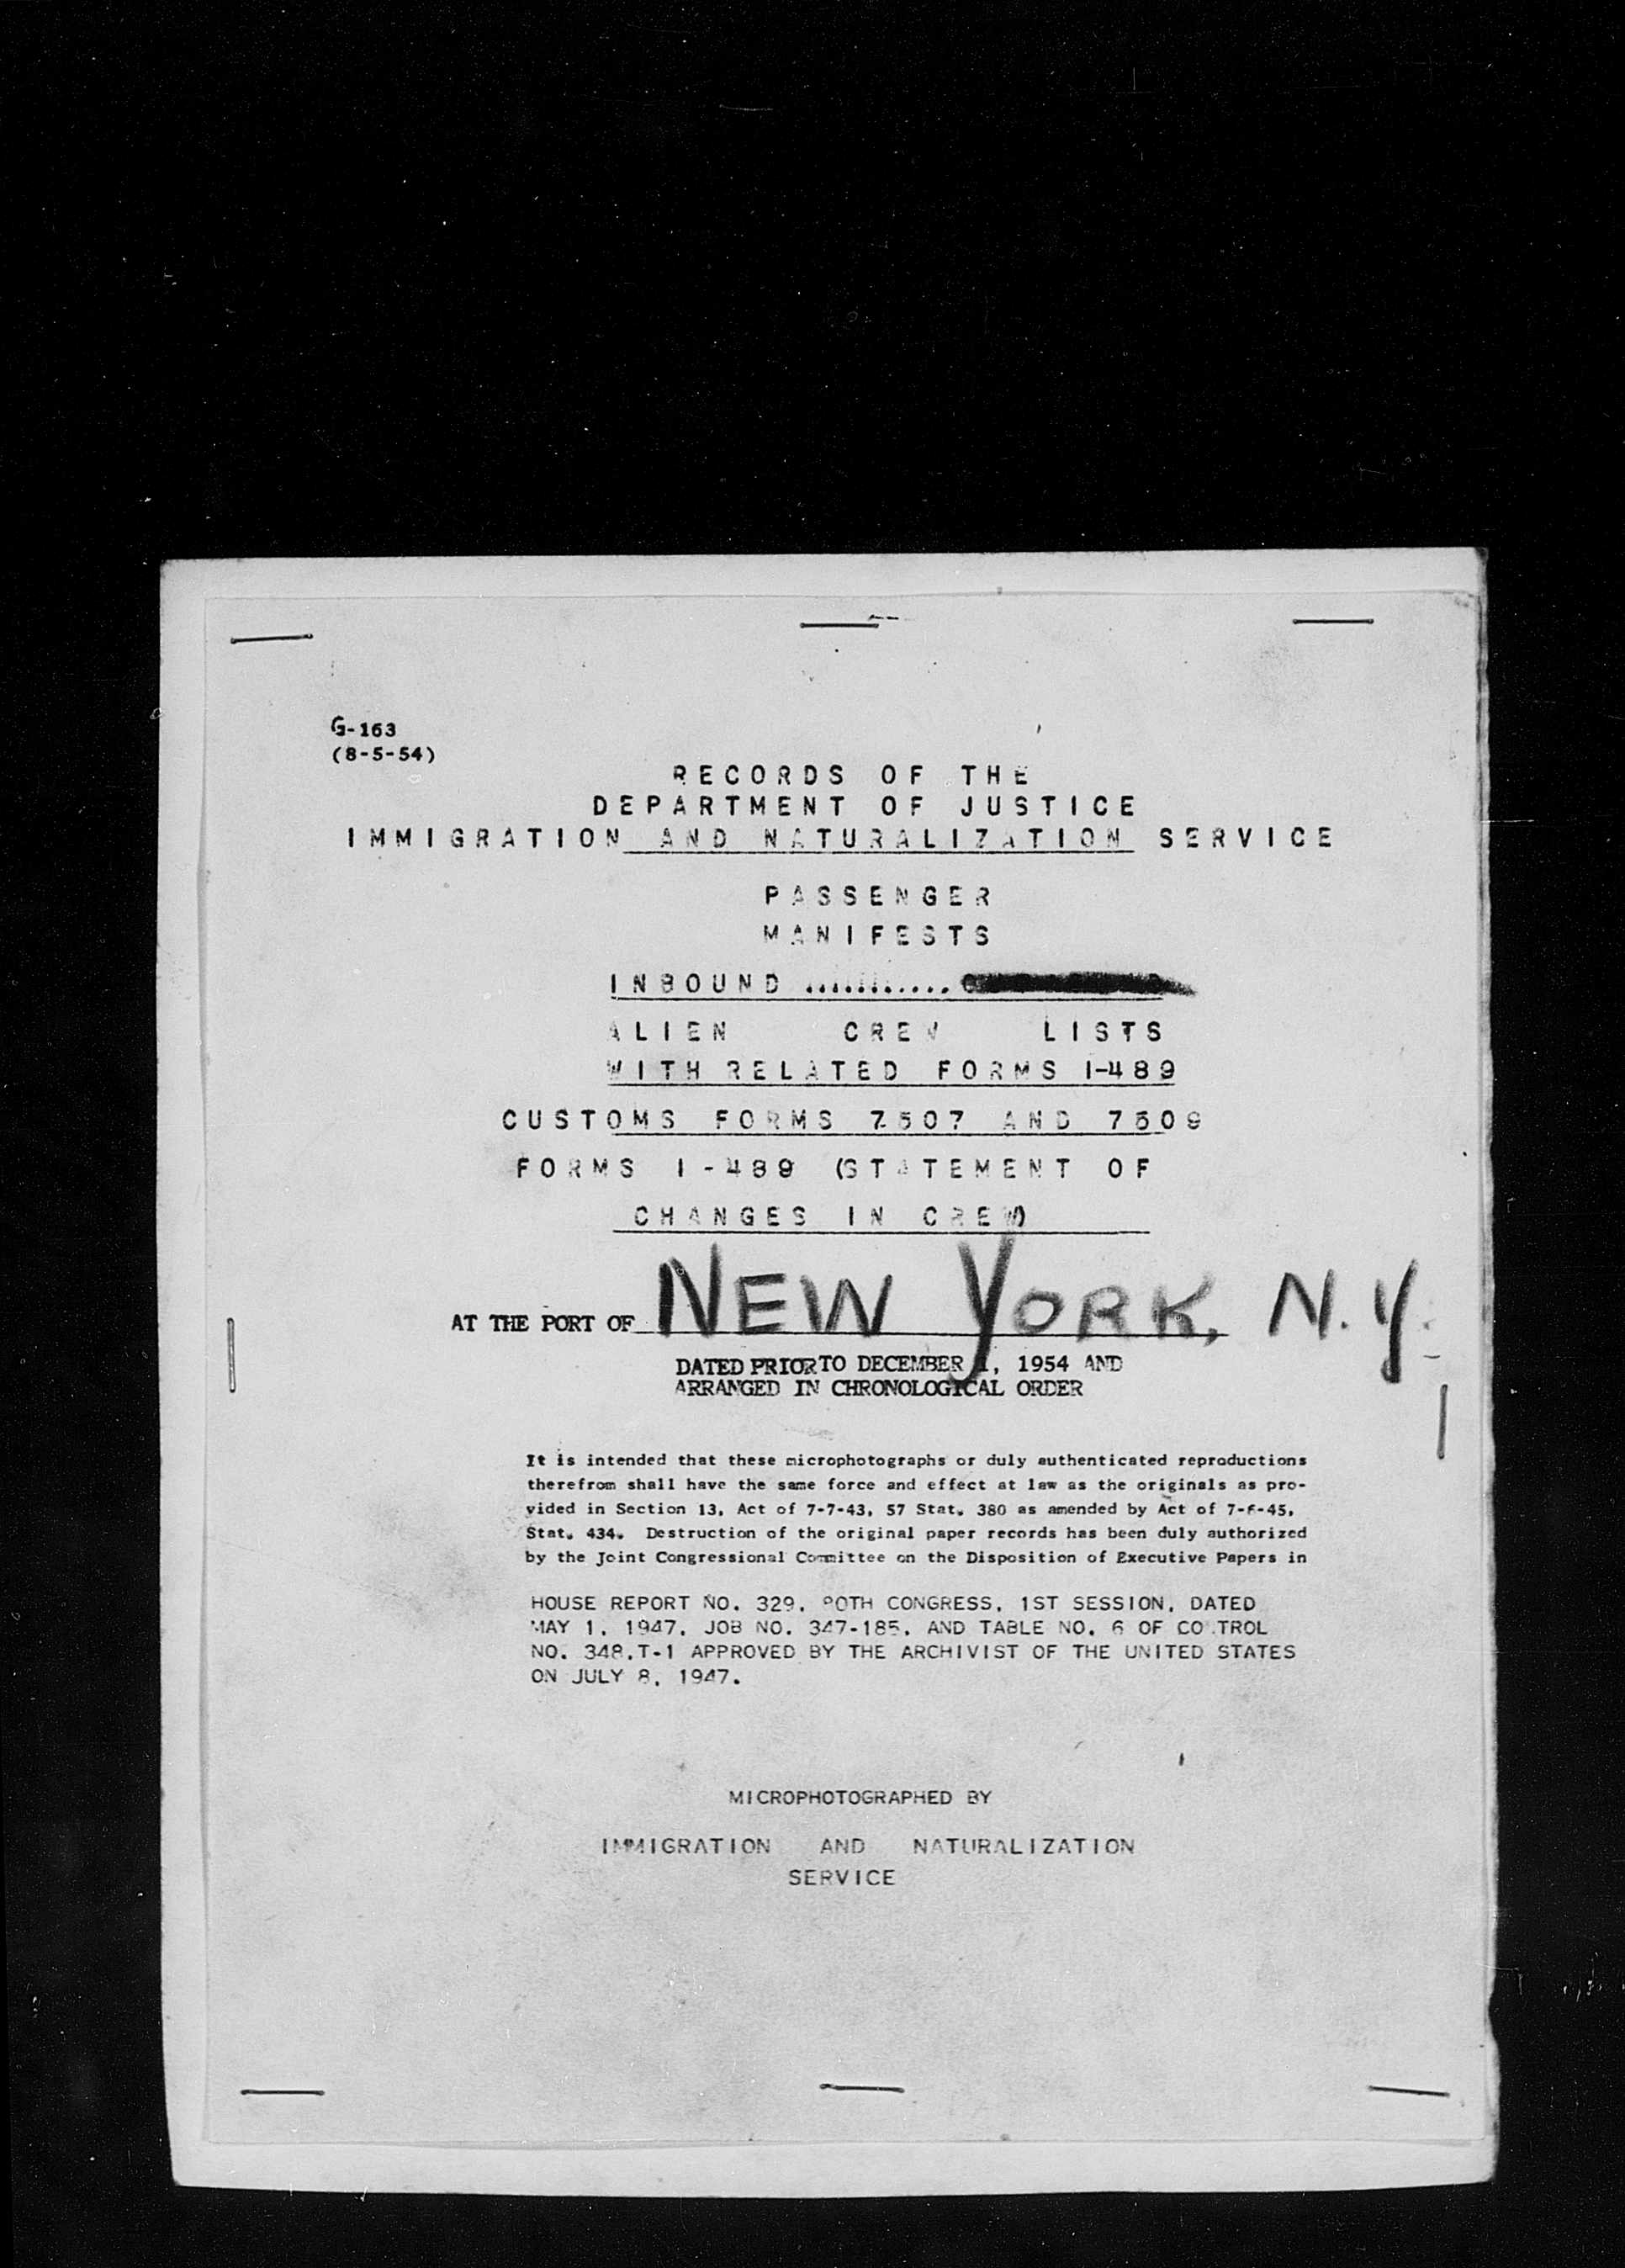 G-163
(8-5-54)
RECORDS OF THE
DEPARTMENT OF JUSTICE
IMMIGRATION AND NATURALIZATION SERVICE
PASSENGER
MANIFESTS
INBOUND ...........
ALIEN CREW LISTS
WITH RELATED FORMS I-489
CUSTOMS FORMS 7507 AND 7509
FORMS I-489 (STATEMENT OF
CHANGES IN CREW)
AT THE PORT OF NEW YORK, N.Y.
DATED PRIOR TO DECEMBER 1, 1954 AND
ARRANGED IN CHRONOLOGICAL ORDER
It is intended that these microphotographs or duly authenticated reproductions
therefrom shall have the same force and effect at law as the originals as pro-
vided in Section 13, Act of 7-7-43, 57 Stat. 380 as amended by Act of 7-6-45,
Stat. 434. Destruction of the original paper records has been duly authorized
by the Joint Congressional Committee on the Disposition of Executive Papers in
HOUSE REPORT NO. 329, 80TH CONGRESS, 1ST SESSION, DATED
MAY 1, 1947, JOB NO. 347-185, AND TABLE NO. 6 OF CO TROL
NO. 348.T-1 APPROVED BY THE ARCHIVIST OF THE UNITED STATES
ON JULY 8, 1947.
MICROPHOTOGRAPHED BY
IMMIGRATION AND NATURALIZATION
SERVICE